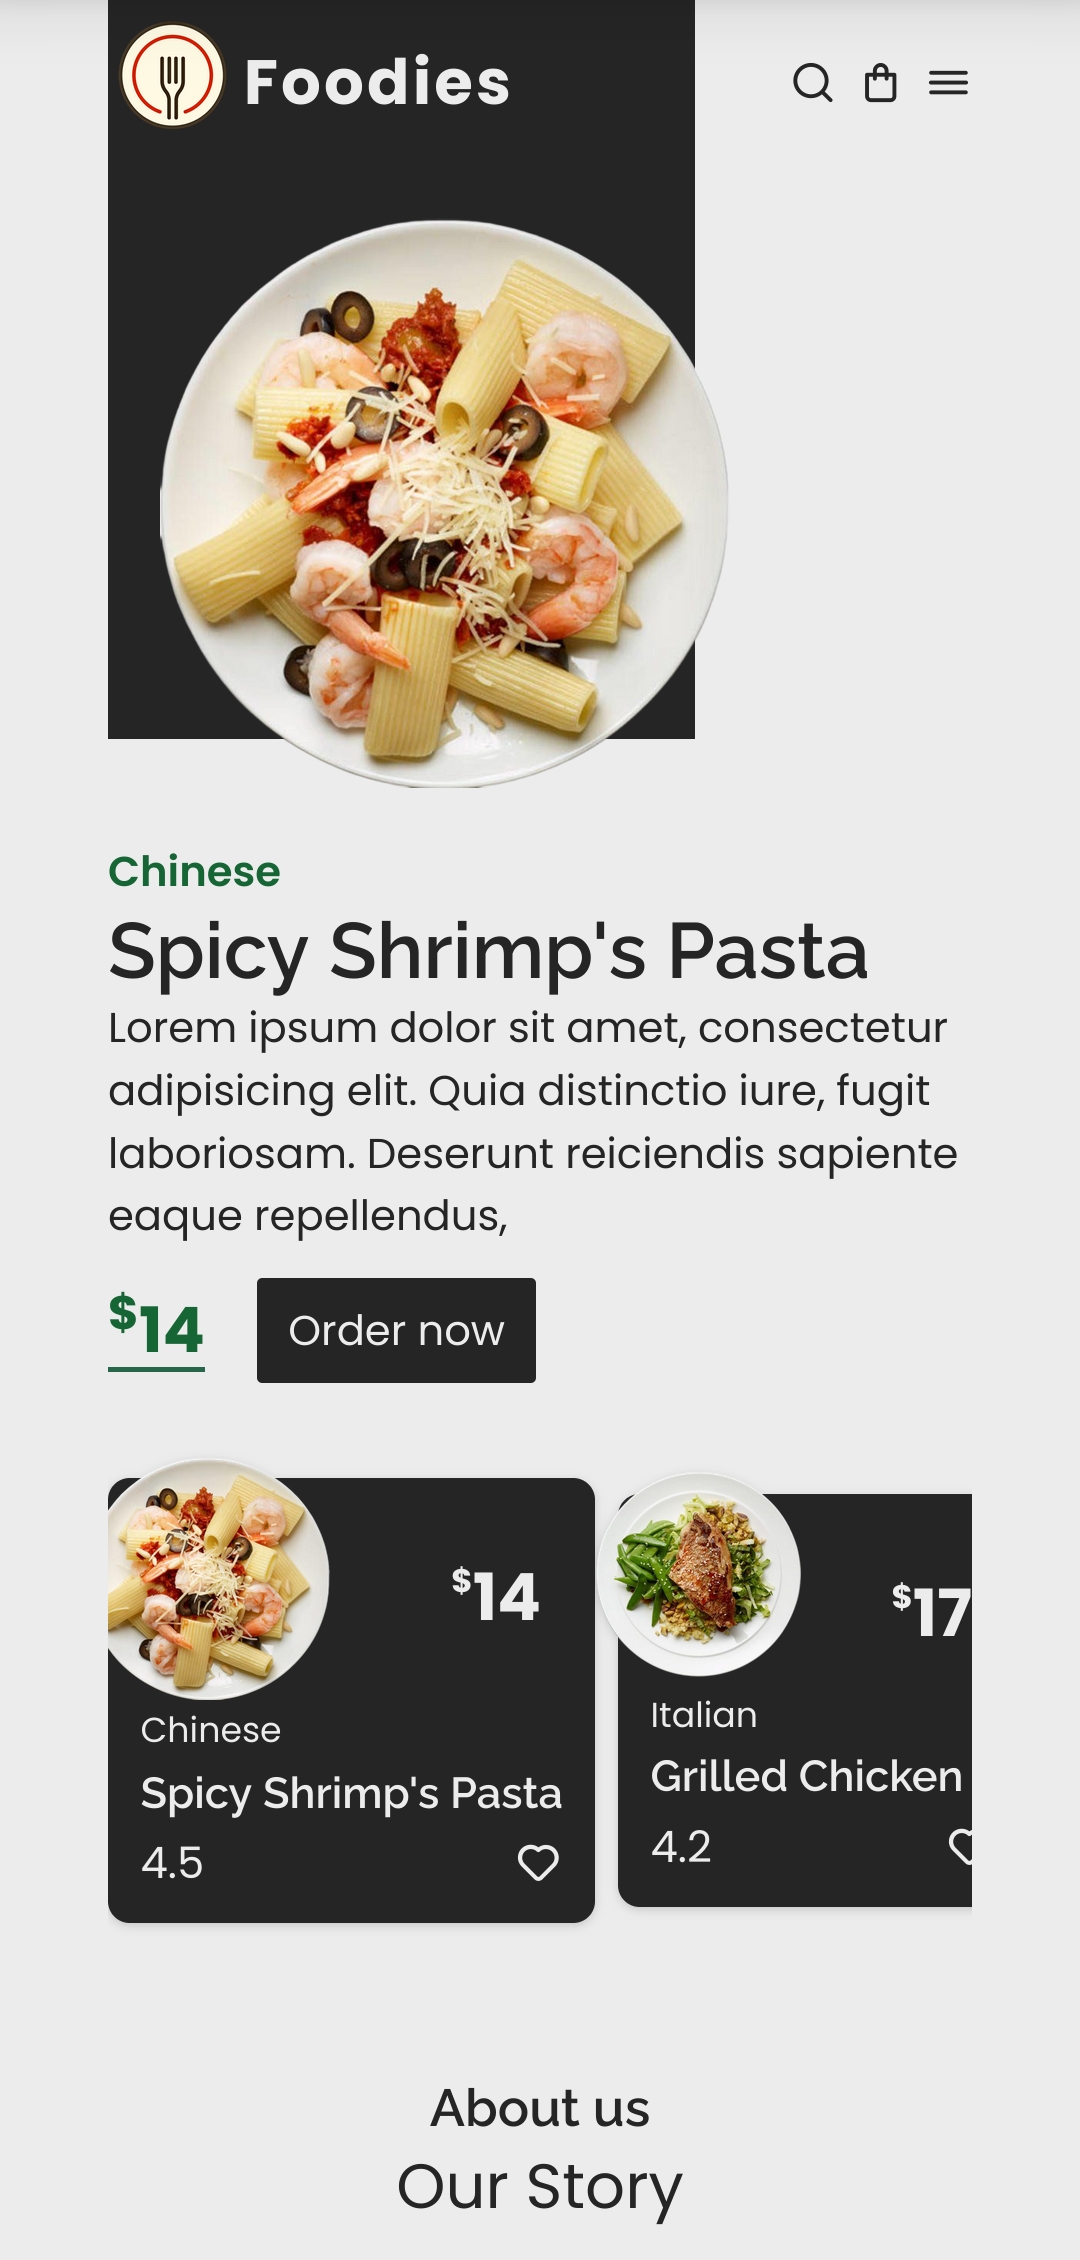 Foodies
Chinese
Spicy Shrimp's Pasta
Lorem ipsum dolor sit amet, consectetur
adipisicing elit. Quia distinctio iure, fugit
laboriosam. Deserunt reiciendis sapiente
eaque repellendus,
$14
Order now
$14
Chinese
Spicy Shrimp's Pasta
4.5
$17
Italian
Grilled Chicken
4.2
About us
Our Story